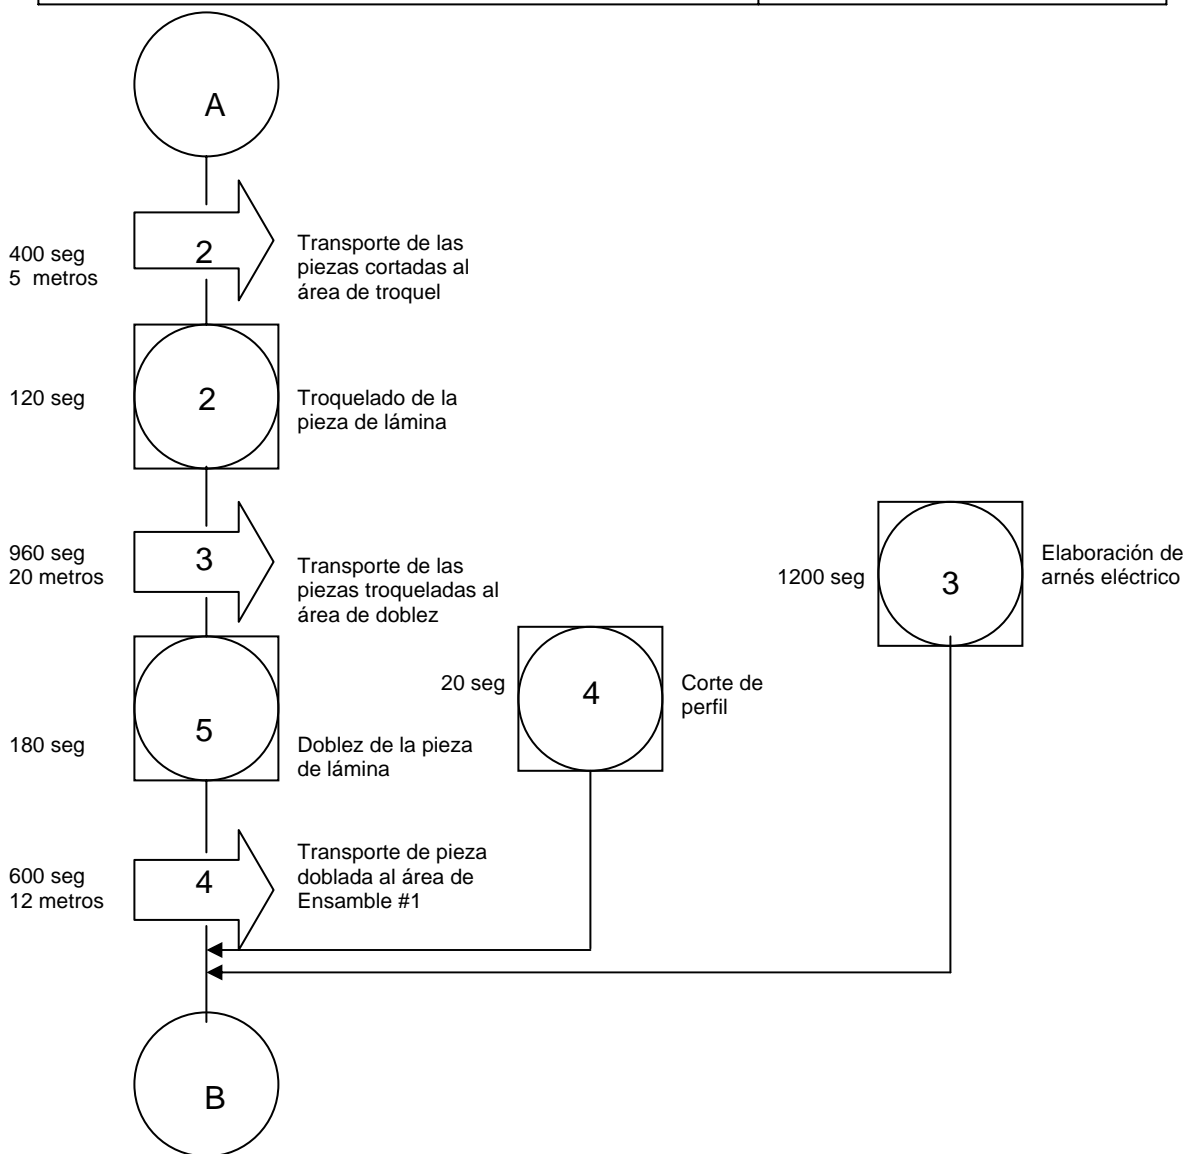 A
400 seg
5 metros
2
Transporte de las
piezas cortadas al
área de troquel
120 seg
2
Troquelado de la
pieza de lámina
960 seg
20 metros
3
Transporte de las
piezas troqueladas al
área de doblez
1200 seg
3
Elaboración de
arnés eléctrico
20 seg
4
Corte de
perfil
180 seg
5
Doblez de la pieza
de lámina
600 seg
12 metros
4
Transporte de pieza
doblada al área de
Ensamble #1
B